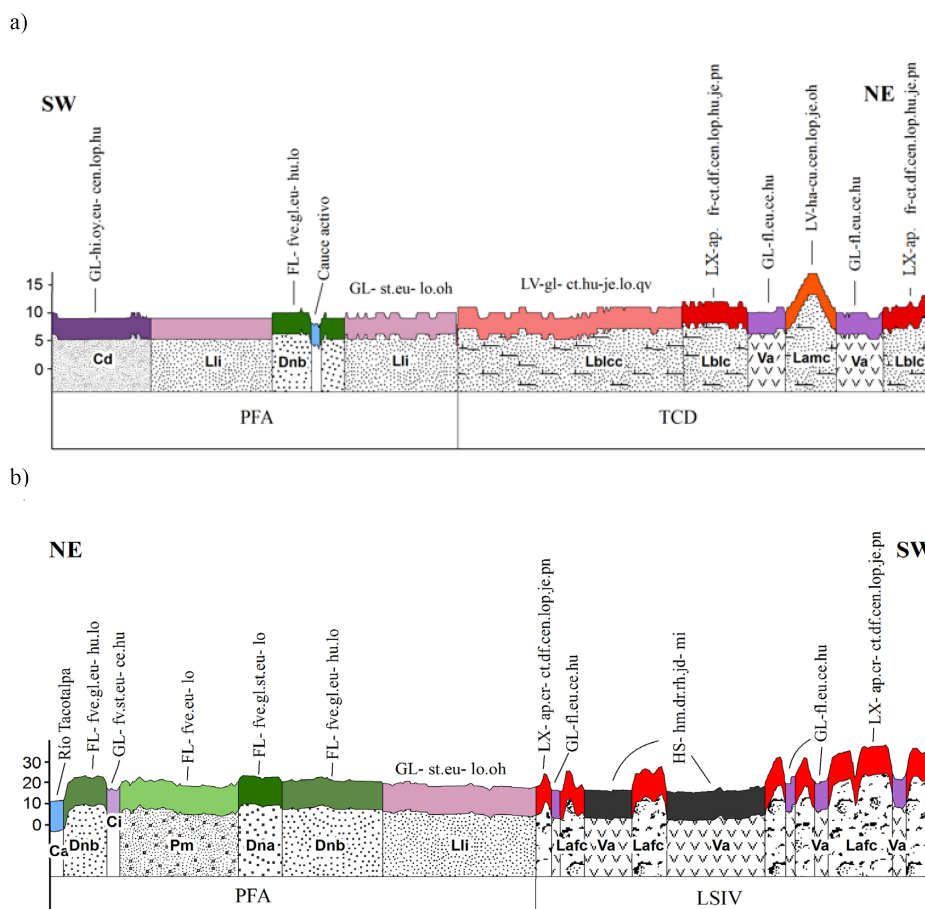 a)
SW
NE
GL-hi.oy.eu- cen.lop.hu
FL- fve.gl.eu- hu.lo
Cauce activo
GL- st.eu- lo.oh
LV-gl- ct.hu-je.lo.qv
LX-ap. fr-ct.df.cen.lop.hu.je.pn
GL-fl.eu.ce.hu
LV-ha-cu.cen.lop.je.oh
GL-fl.eu.ce.hu
LX-ap. fr-ct.df.cen.lop.hu.je.pn
15
10
5
0
Cd
Lli
Dnb
Lli
Lblcc
Lblc
Va
Lamc
Va
Lblc
PFA
TCD
b)
NE
SW
Rio Tacotalpa
FL- fve.gl.eu- hu.lo
GL- fv.st.eu- ce.hu
FL- fve.eu- lo
FL- fve.gl.st.eu- lo
FL- fve.gl.eu- hu.lo
GL- st.eu- lo.oh
LX- ap.cr- ct.df.cen.lop.je.pn
GL-fl.eu.ce.hu
HS- hm.dr.rh.jd- mi
GL-fl.eu.ce.hu
LX- ap.cr- ct.df.cen.lop.je.pn
30
20
10
0
Ca
Dnb
Ci
Pm
Dna
Dnb
Lli
Lafc
Va
Lafc
Va
Va
Lafc
Va
PFA
LSIV